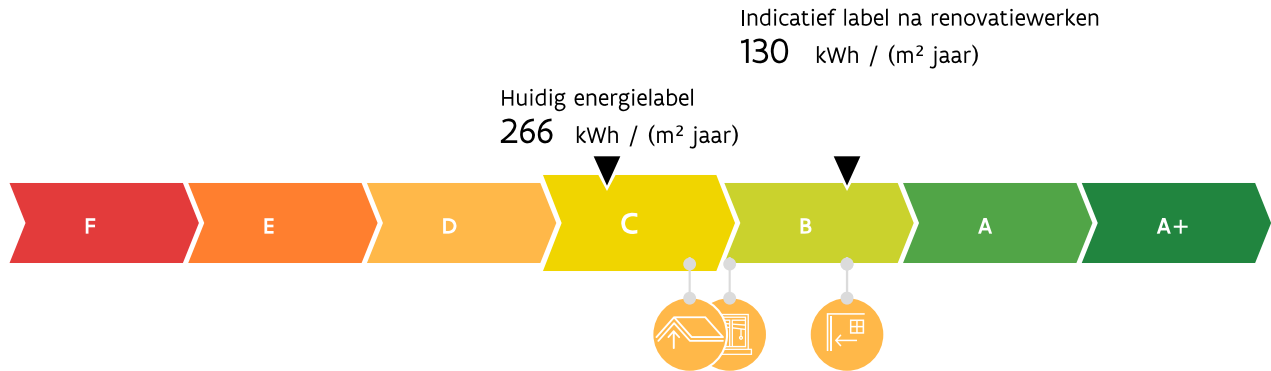 Indicatief label na renovatiewerken
130 kWh / (m² jaar)
Huidig energielabel
266 kWh / (m² jaar)
F E D C B A A+